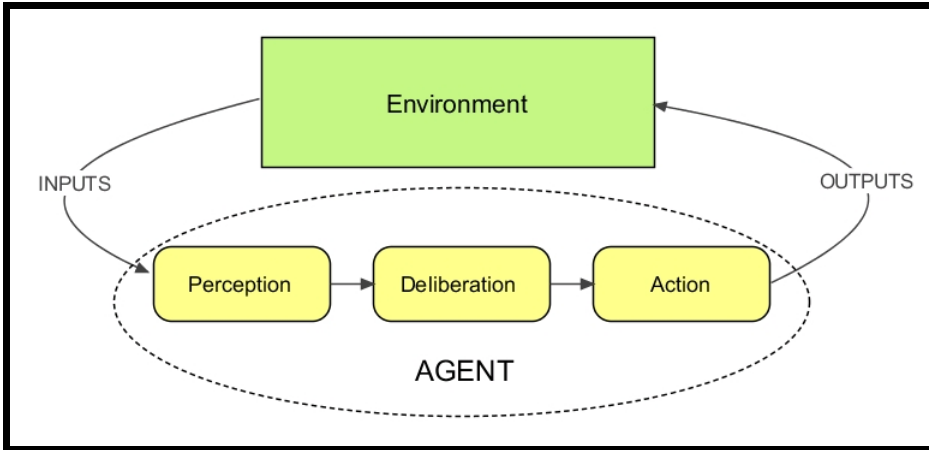 Environment
INPUTS
OUTPUTS
Perception
Deliberation
Action
AGENT